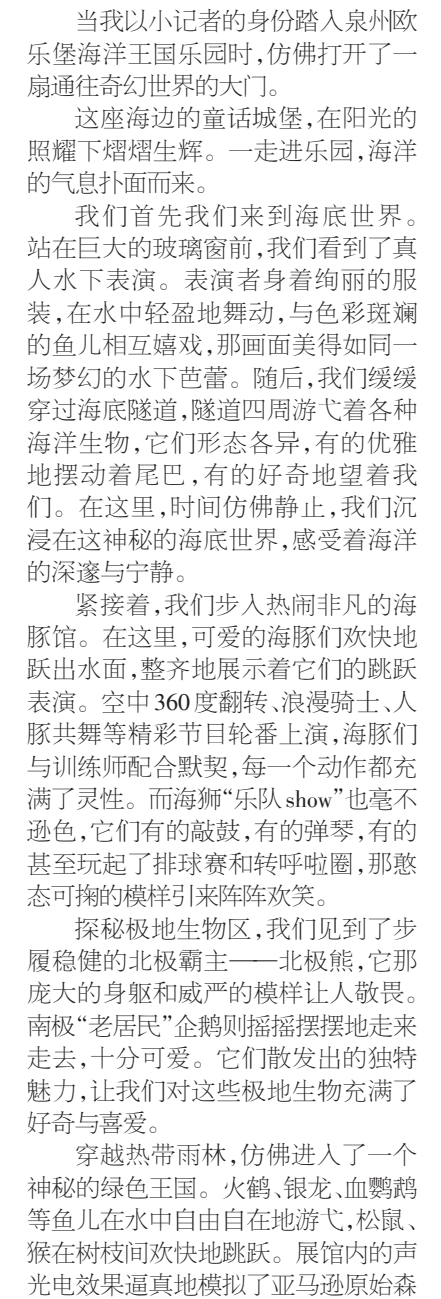 当我以小记者的身份踏入泉州欧
乐堡海洋王国乐园时,仿佛打开了一
扇通往奇幻世界的大门。
这座海边的童话城堡,在阳光的
照耀下熠熠生辉。一走进乐园,海洋
的气息扑面而来。
我们首先我们来到海底世界。
站在巨大的玻璃窗前,我们看到了真
人水下表演。表演者身着绚丽的服
装,在水中轻盈地舞动,与色彩斑斓
的鱼儿相互嬉戏,那画面美得如同一
场梦幻的水下芭蕾。随后,我们缓缓
穿过海底隧道,隧道四周游弋着各种
海洋生物,它们形态各异,有的优雅
地摆动着尾巴,有的好奇地望着我
们。在这里,时间仿佛静止,我们沉
浸在这神秘的海底世界,感受着海洋
的深邃与宁静。
紧接着,我们步入热闹非凡的海
豚馆。在这里,可爱的海豚们欢快地
跃出水面,整齐地展示着它们的跳跃
表演。空中360度翻转、浪漫骑士、人
豚共舞等精彩节目轮番上演,海豚们
与训练师配合默契,每一个动作都充
满了灵性。而海狮“乐队show”也毫不
逊色,它们有的敲鼓,有的弹琴,有的
甚至玩起了排球赛和转呼啦圈,那憨
态可掬的模样引来阵阵欢笑。
探秘极地生物区,我们见到了步
履稳健的北极霸主——北极熊,它那
庞大的身躯和威严的模样让人敬畏。
南极“老居民”企鹅则摇摇摆摆地走来
走去,十分可爱。它们散发出的独特
魅力,让我们对这些极地生物充满了
好奇与喜爱。
穿越热带雨林,仿佛进入了一个
神秘的绿色王国。火鹤、银龙、血鹦鹉
等鱼儿在水中自由自在地游弋,松鼠、
猴在树枝间欢快地跳跃。展馆内的声
光电效果逼真地模拟了亚马逊原始森